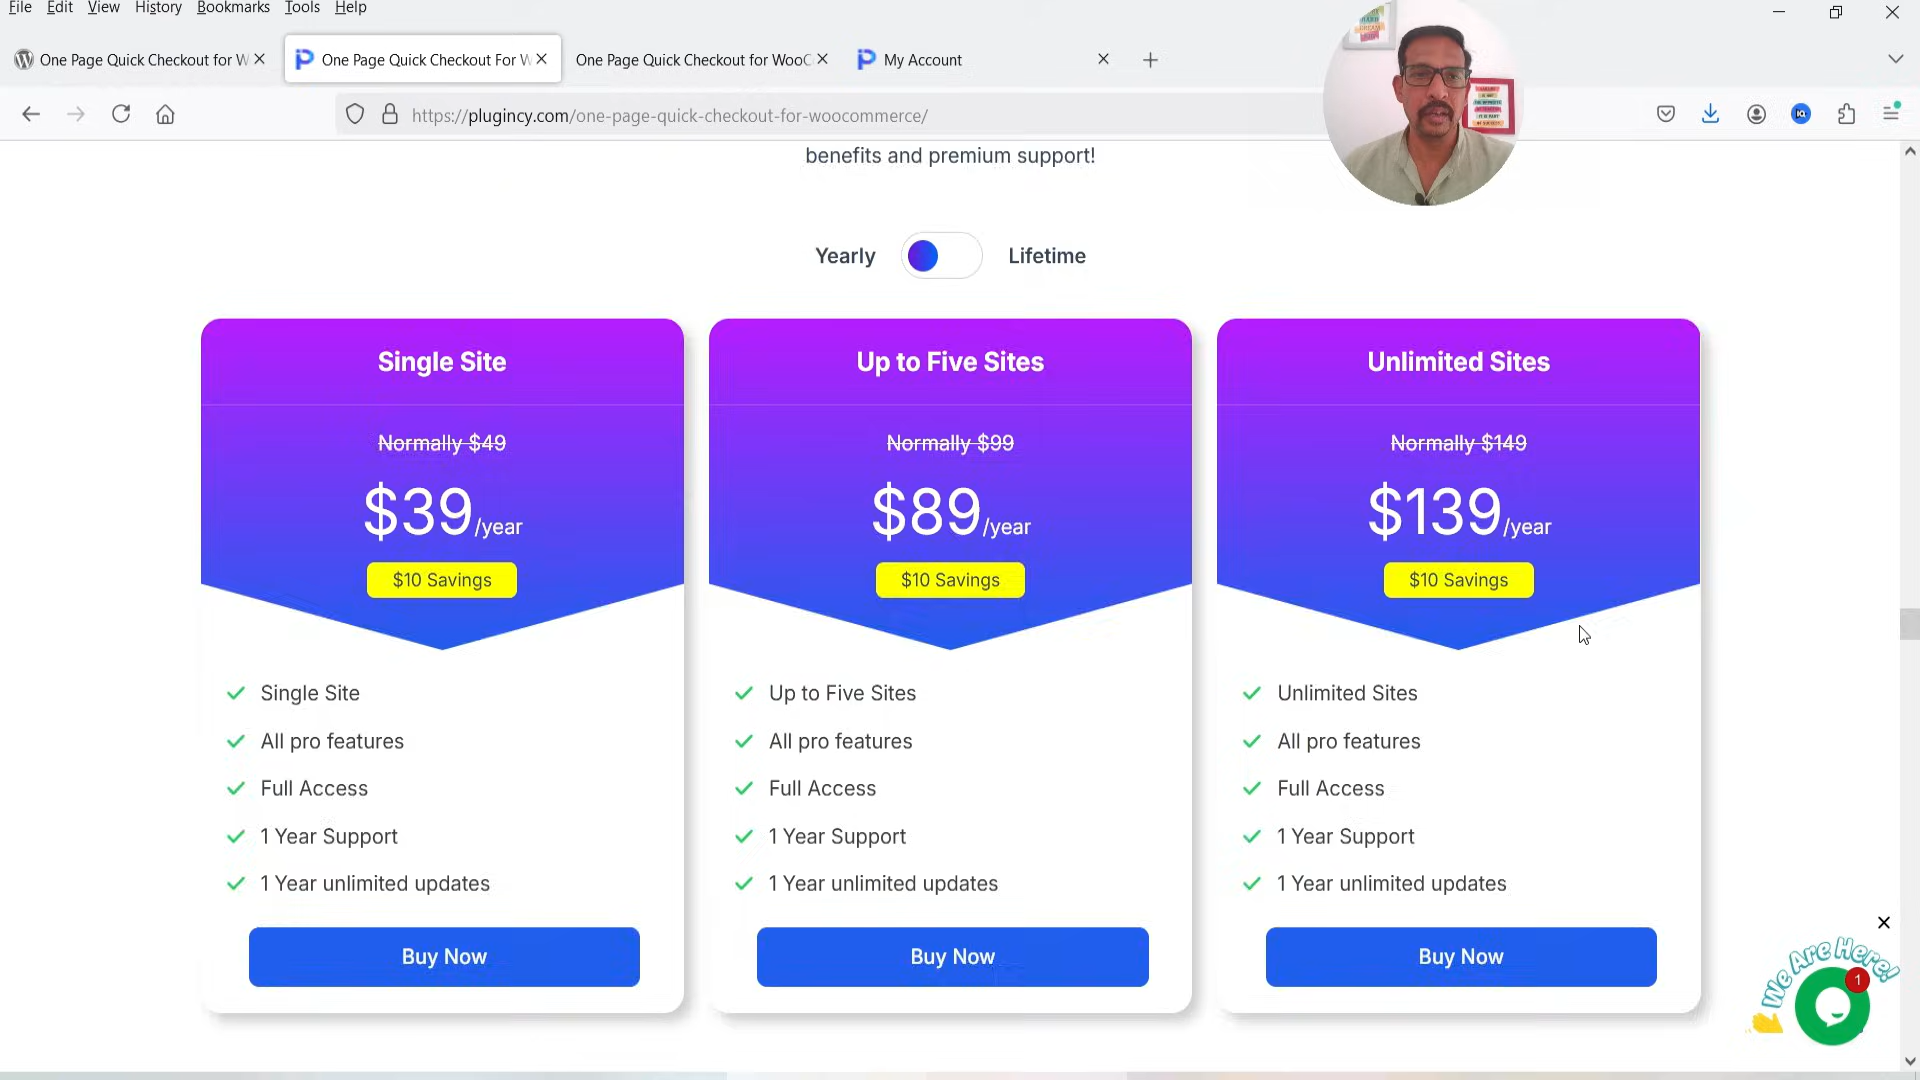 File Edit View History Bookmarks Tools Help
One Page Quick Checkout for W
One Page Quick Checkout For W
One Page Quick Checkout for WooC
My Account
https://plugincy.com/one-page-quick-checkout-for-woocommerce/
benefits and premium support!
Yearly Lifetime
Single Site
Normally $49
$39/year
$10 Savings
Single Site
All pro features
Full Access
1 Year Support
1 Year unlimited updates
Buy Now
Up to Five Sites
Normally $99
$89/year
$10 Savings
Up to Five Sites
All pro features
Full Access
1 Year Support
1 Year unlimited updates
Buy Now
Unlimited Sites
Normally $149
$139/year
$10 Savings
Unlimited Sites
All pro features
Full Access
1 Year Support
1 Year unlimited updates
Buy Now
We Are Here!
1